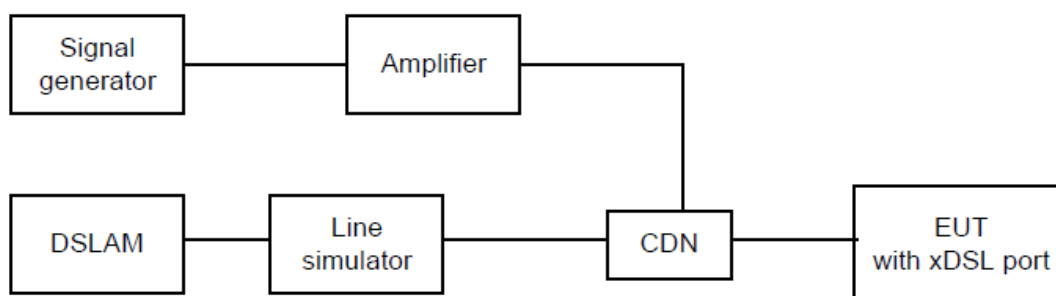 Signal
generator
Amplifier
DSLAM
Line
simulator
CDN
EUT
with xDSL port